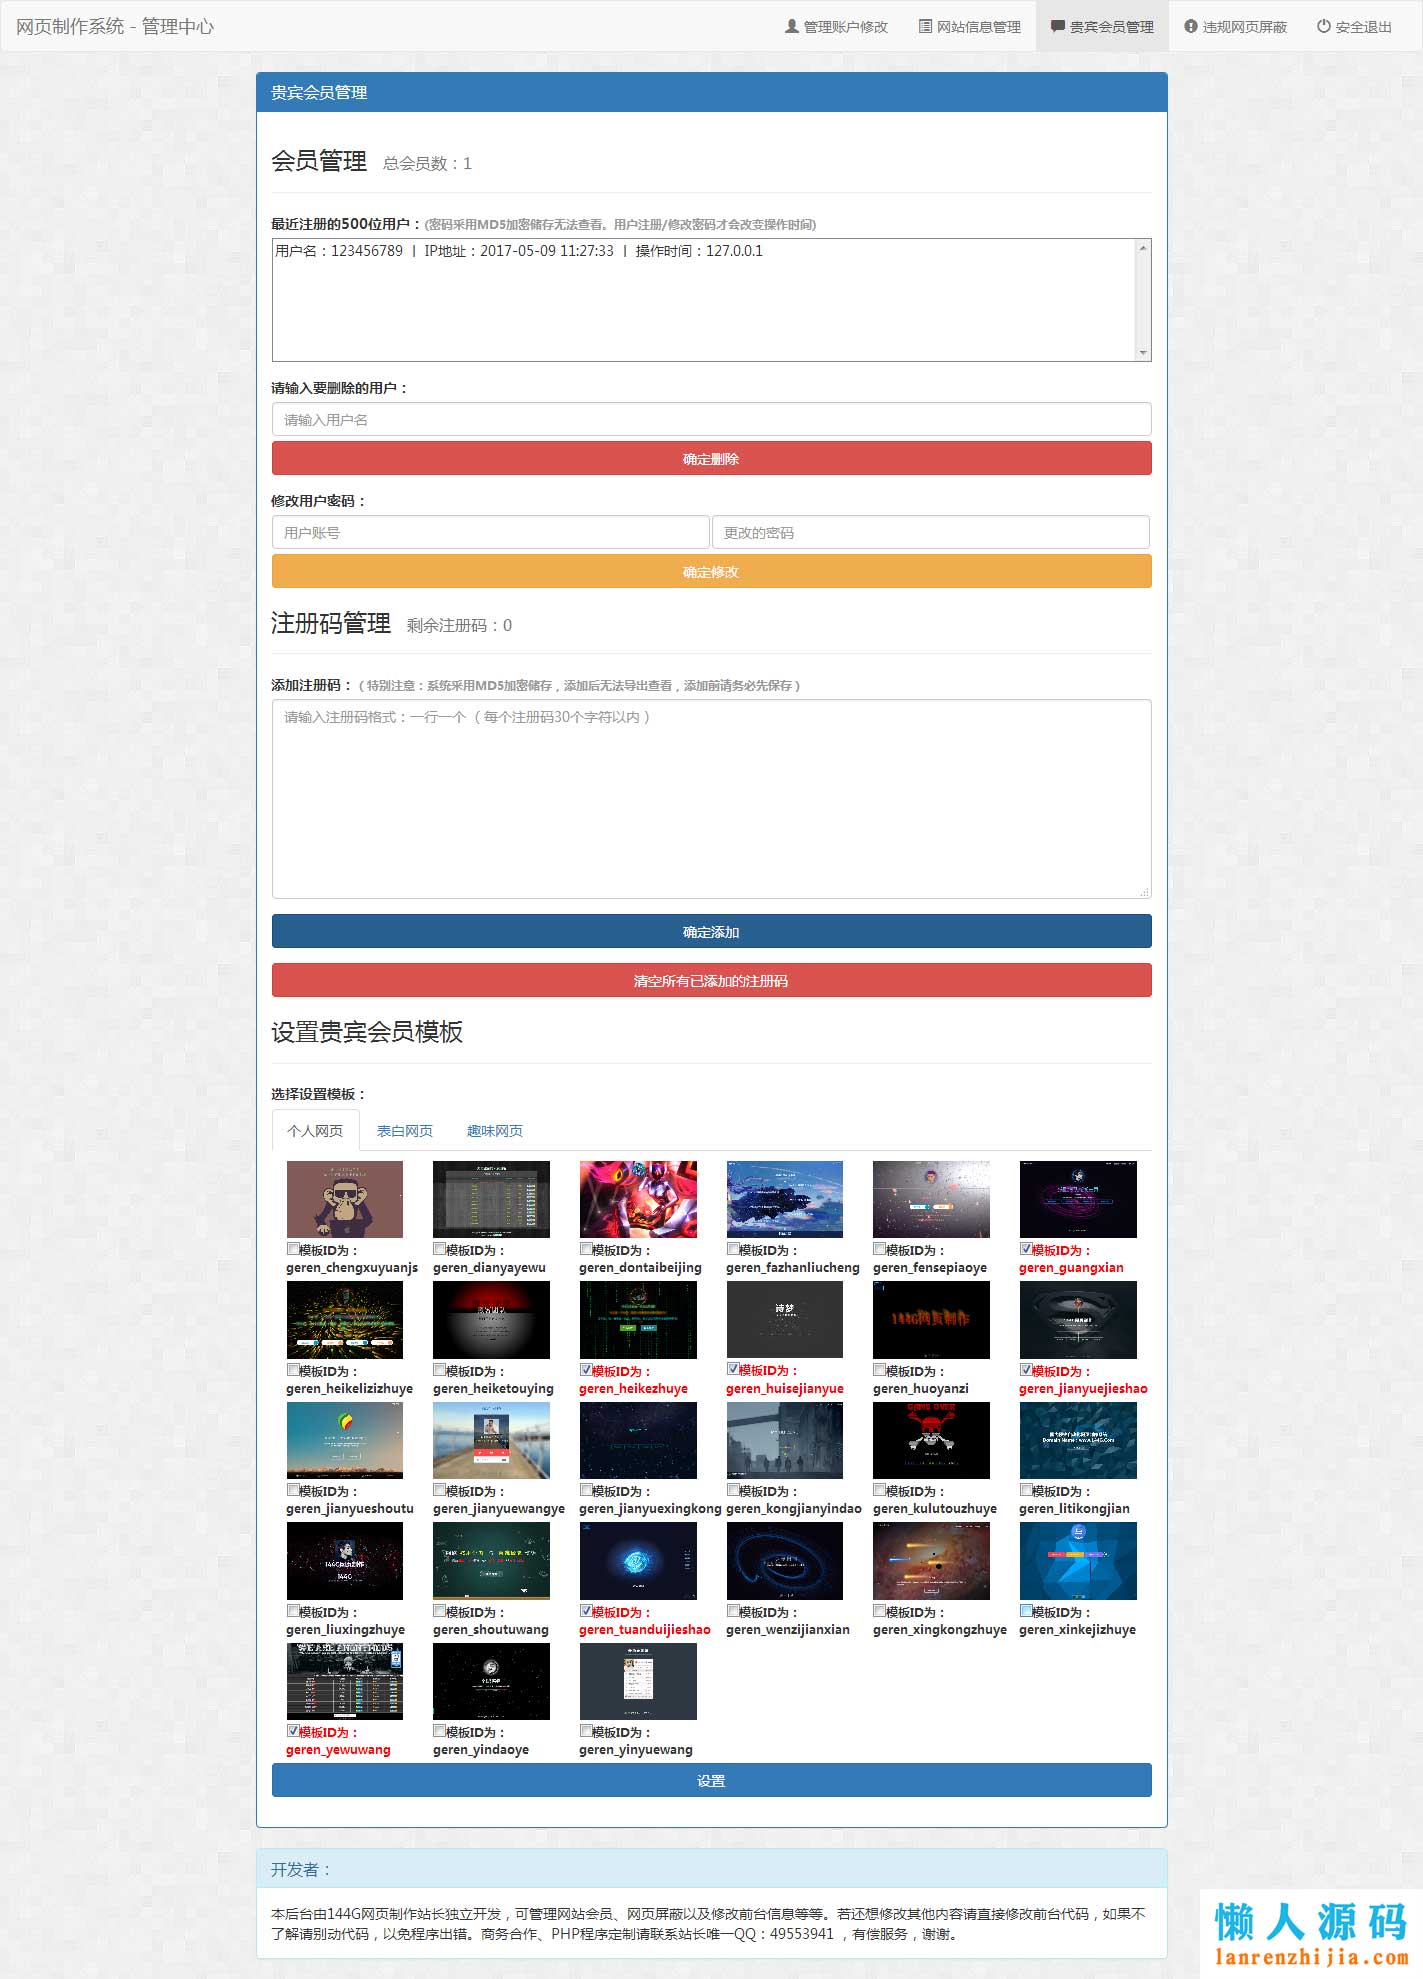 网页制作系统 - 管理中心
管理账户修改 网站信息管理 贵宾会员管理 违规网页屏蔽 安全退出
贵宾会员管理
会员管理 总会员数：1
最近注册的500位用户：(密码采用MD5加密储存无法查看。用户注册/修改密码才会改变操作时间)
用户名：123456789 | IP地址：2017-05-09 11:27:33 | 操作时间：127.0.0.1
请输入要删除的用户：
请输入用户名
确定删除
修改用户密码：
用户账号 更改的密码
确定修改
注册码管理 剩余注册码：0
添加注册码：（特别注意：系统采用MD5加密储存，添加后无法导出查看，添加前请务必先保存）
请输入注册码格式：一行一个（每个注册码30个字符以内）
确定添加
清空所有已添加的注册码
设置贵宾会员模板
选择设置模板：
个人网页 表白网页 趣味网页
模板ID为： 模板ID为： 模板ID为： 模板ID为： 模板ID为： 模板ID为：
geren_chengxuyuanjs geren_dianyayewu geren_dontaibeijing geren_fazhanliucheng geren_fensepiaoye geren_guangxian
144G网页制作
诗梦
模板ID为： 模板ID为： 模板ID为： 模板ID为： 模板ID为： 模板ID为：
geren_heikelizizhuye geren_heiketouying geren_heikezhuye geren_huisejianyue geren_huoyanzi geren_jianyuejieshao
GAME OVER
模板ID为： 模板ID为： 模板ID为： 模板ID为： 模板ID为： 模板ID为：
geren_jianyueshoutu geren_jianyuewangye geren_jianyuexingkong geren_kongjianyindao geren_kulutouzhuye geren_litikongjian
144G
模板ID为： 模板ID为： 模板ID为： 模板ID为： 模板ID为： 模板ID为：
geren_liuxingzhuye geren_shoutuwang geren_tuanduijieshao geren_wenzijianxian geren_xingkongzhuye geren_xinkejizhuye
模板ID为： 模板ID为： 模板ID为：
geren_yewuwang geren_yindaoye geren_yinyuewang
设置
开发者：
本后台由144G网页制作站长独立开发，可管理网站会员、网页屏蔽以及修改前台信息等等。若还想修改其他内容请直接修改前台代码，如果不
了解请别动代码，以免程序出错。商务合作、PHP程序定制请联系站长唯一QQ：49553941 ，有偿服务，谢谢。
懒人源码
lanrenzhijia.com